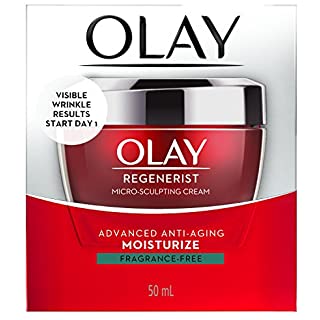 OLAY
VISIBLE
WRINKLE
RESULTS
START DAY 1
OLAY
REGENERIST
MICRO-SCULPTING CREAM
ADVANCED ANTI-AGING
MOISTURIZE
FRAGRANCE-FREE
50 mL